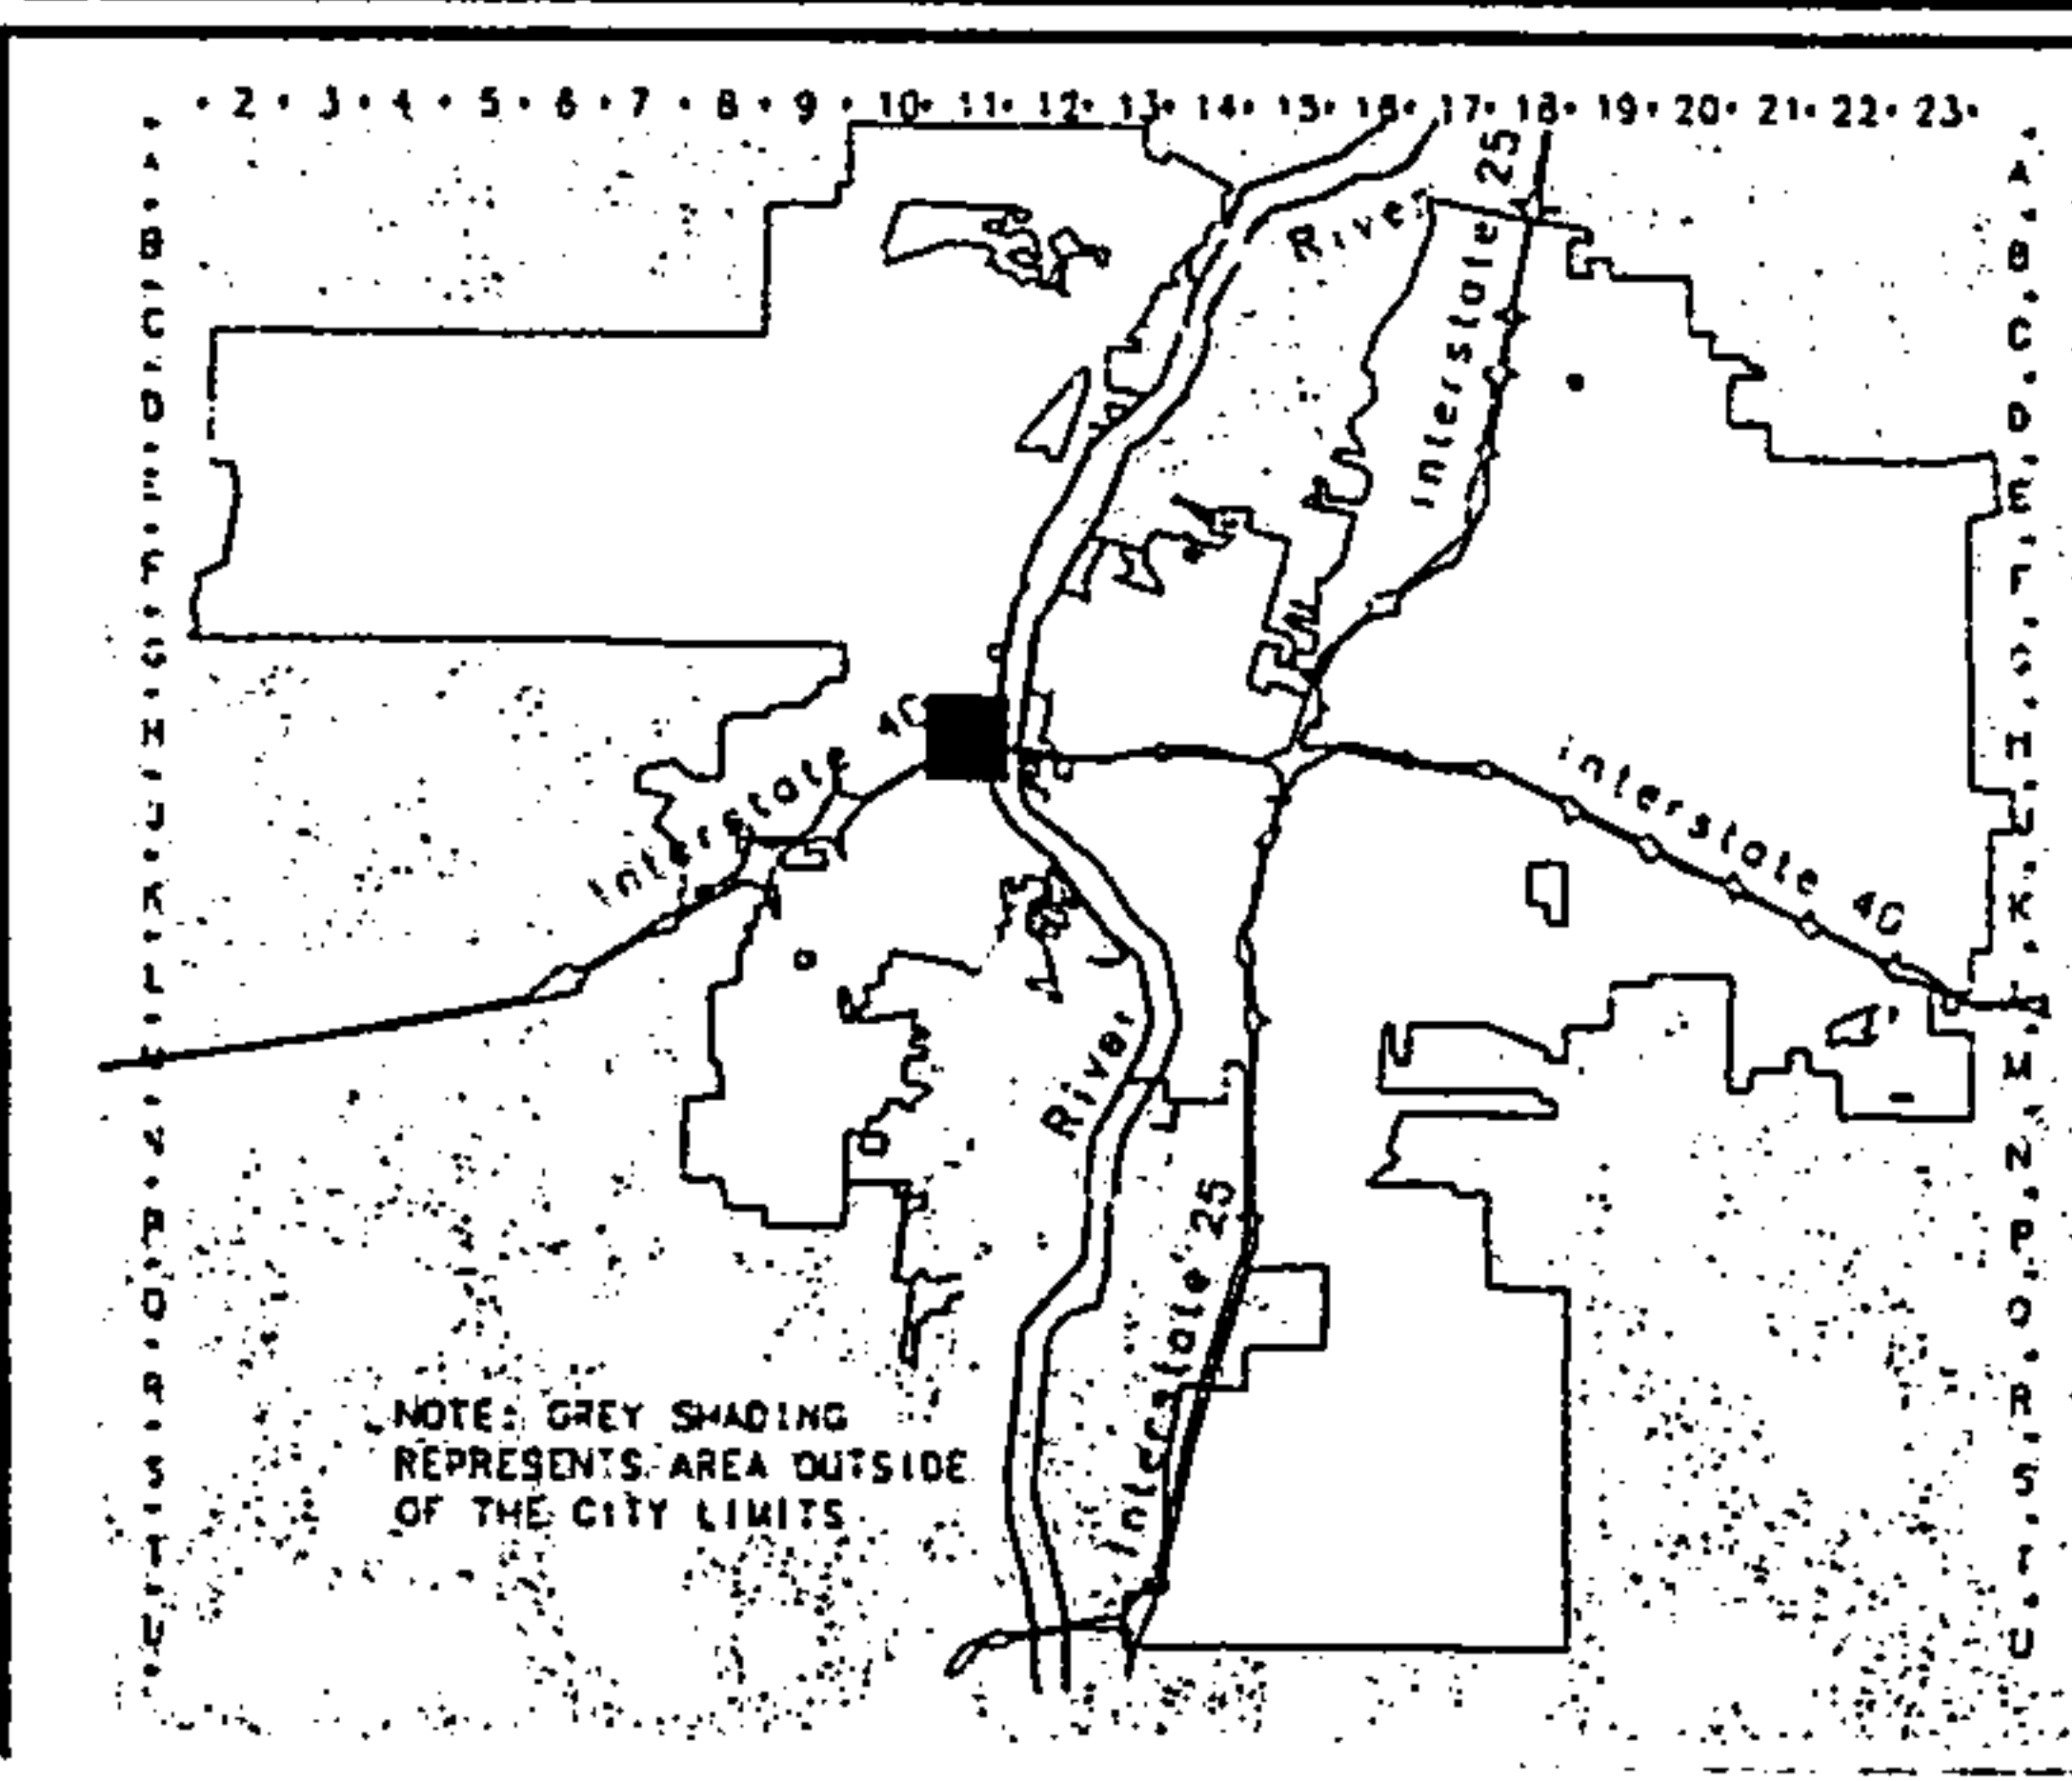 · 2 · 3 · 4 · 5 · 6 · 7 · 8 · 9 · 10 · 11 · 12 · 13 · 14 · 15 · 16 · 17 · 18 · 19 · 20 · 21 · 22 · 23 ·
A
B
C
D
E
F
G
H
J
K
L
M
N
P
Q
R
S
T
U
River
Interstate 25
Interstate 40
Interstate 40
River
Interstate 25
NOTE: GREY SHADING
REPRESENTS AREA OUTSIDE
OF THE CITY LIMITS
A
B
C
D
E
F
G
H
J
K
L
M
N
P
Q
R
S
T
U